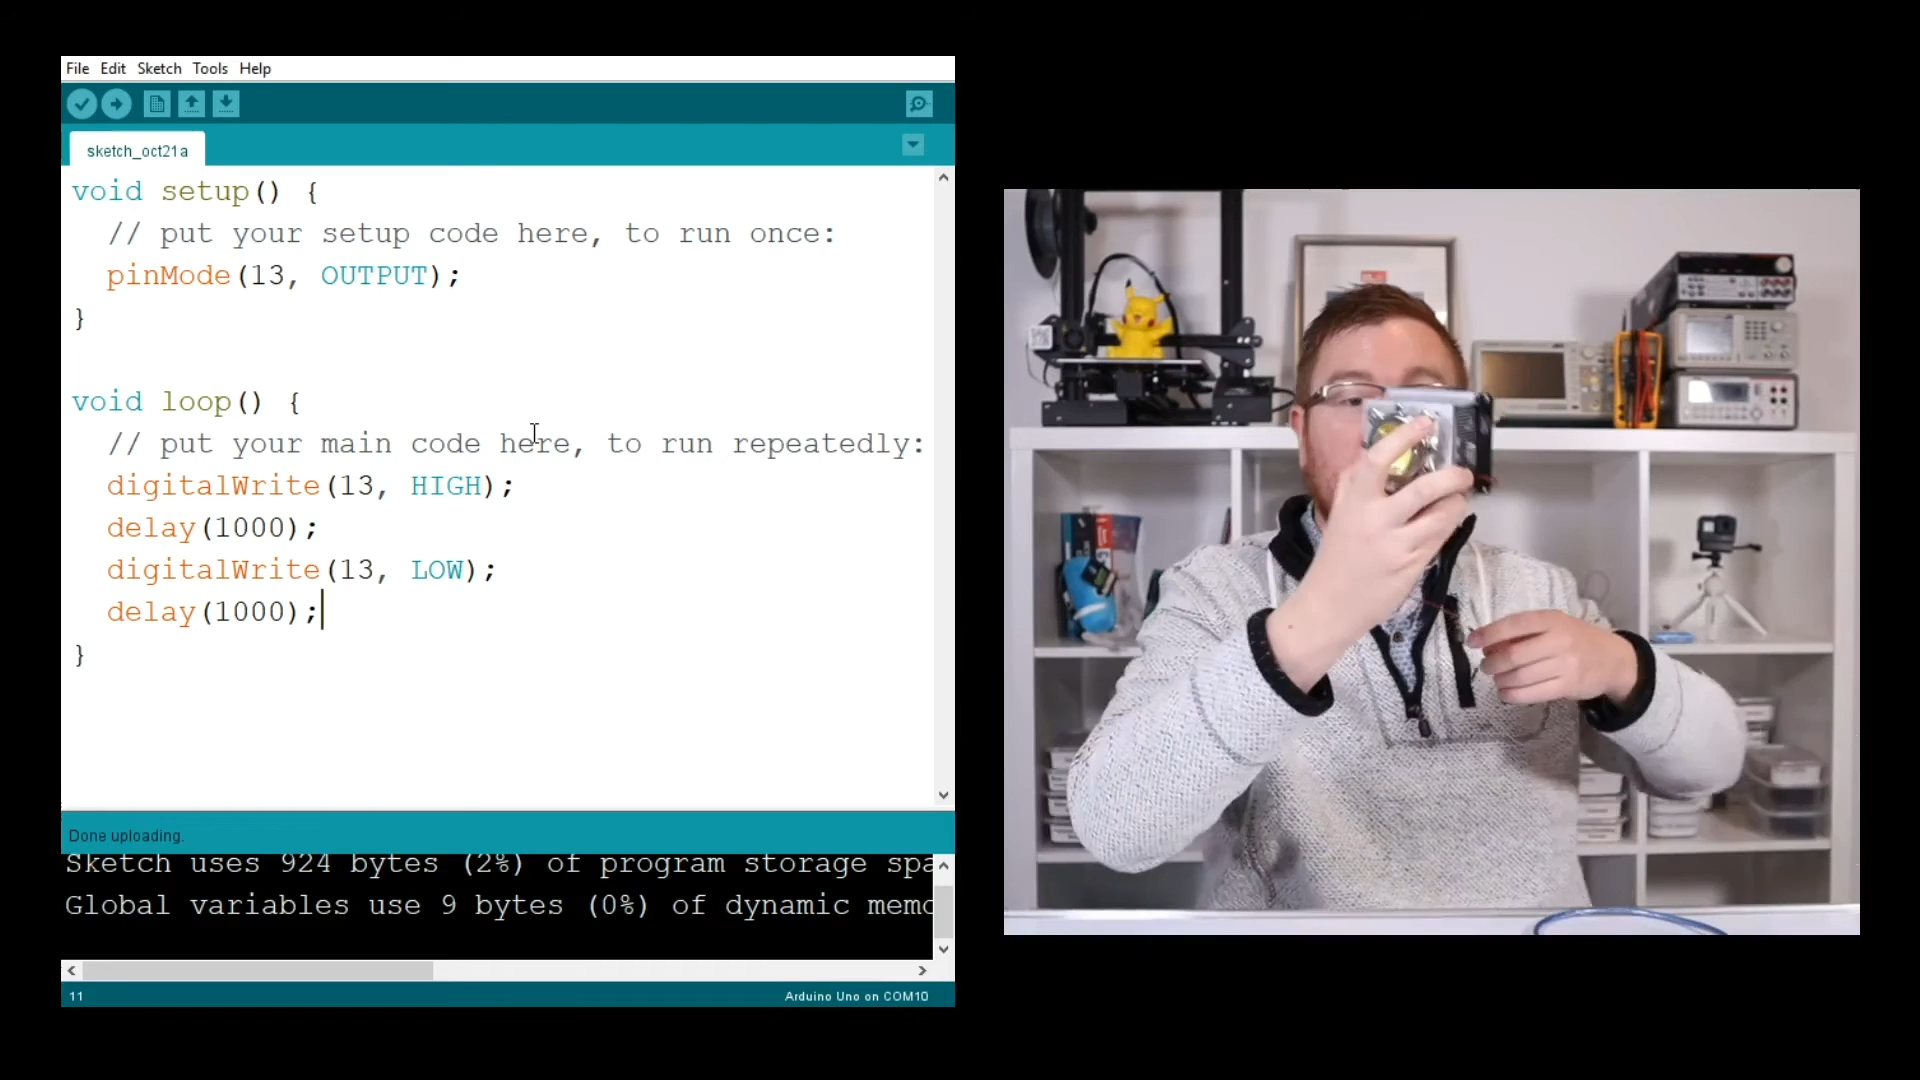 File Edit Sketch Tools Help
sketch_oct21a
void setup() {
// put your setup code here, to run once:
pinMode(13, OUTPUT);
}
void loop() {
// put your main code here, to run repeatedly:
digitalWrite(13, HIGH);
delay(1000);
digitalWrite(13, LOW);
delay(1000);
}
Done uploading.
Sketch uses 924 bytes (2%) of program storage spa
Global variables use 9 bytes (0%) of dynamic memo
11
Arduino Uno on COM10